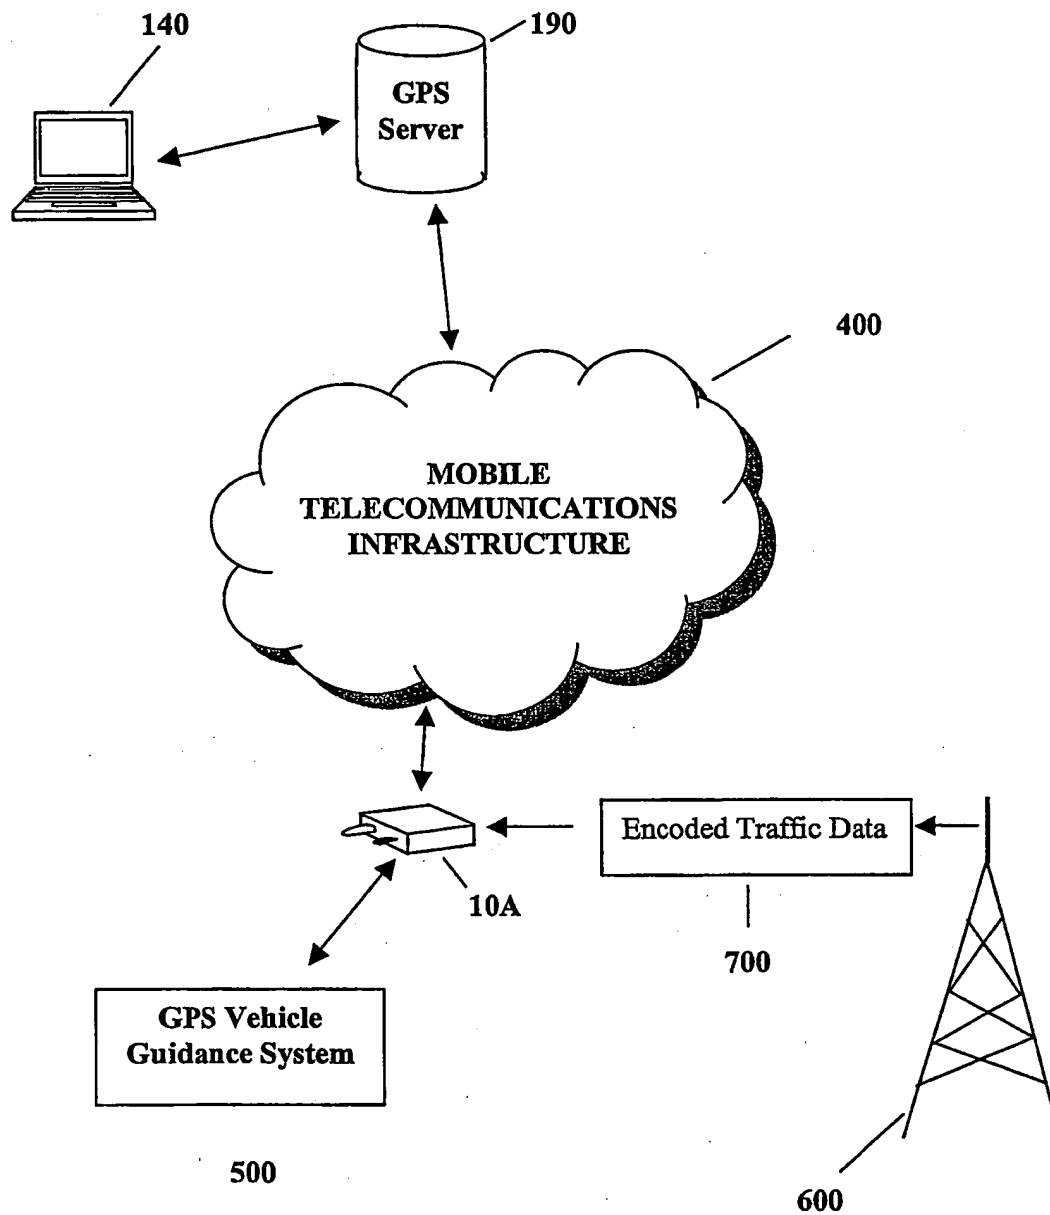 140
190
GPS
Server
400
MOBILE
TELECOMMUNICATIONS
INFRASTRUCTURE
Encoded Traffic Data
10A
700
GPS Vehicle
Guidance System
500
600